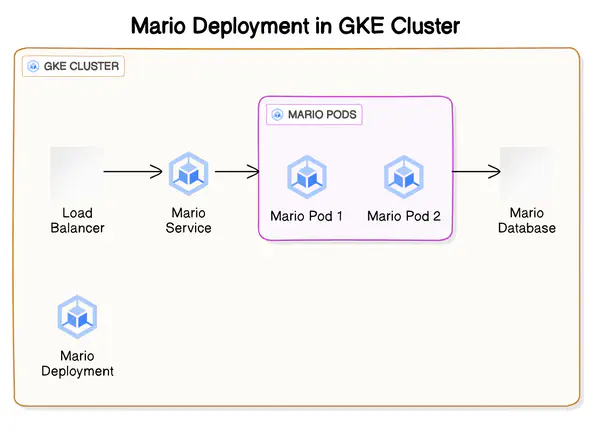 Mario Deployment in GKE Cluster
GKE CLUSTER
MARIO PODS
Load
Balancer
Mario
Service
Mario Pod 1
Mario Pod 2
Mario
Database
Mario
Deployment